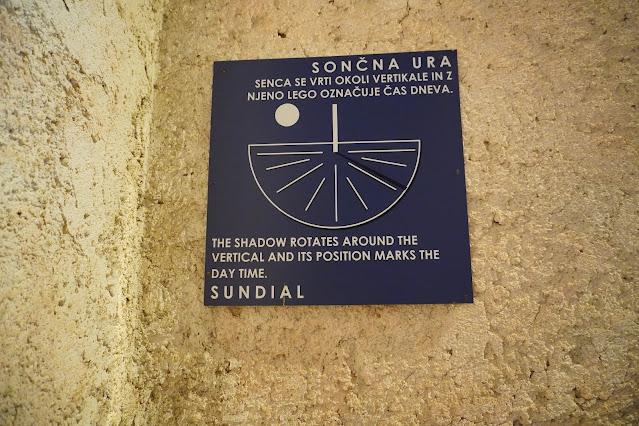 SONČNA URA
SENCA SE VRTI OKOLI VERTIKALE IN Z
NJENO LEGO OZNAČUJE ČAS DNEVA.
THE SHADOW ROTATES AROUND THE
VERTICAL AND ITS POSITION MARKS THE
DAY TIME.
SUNDIAL